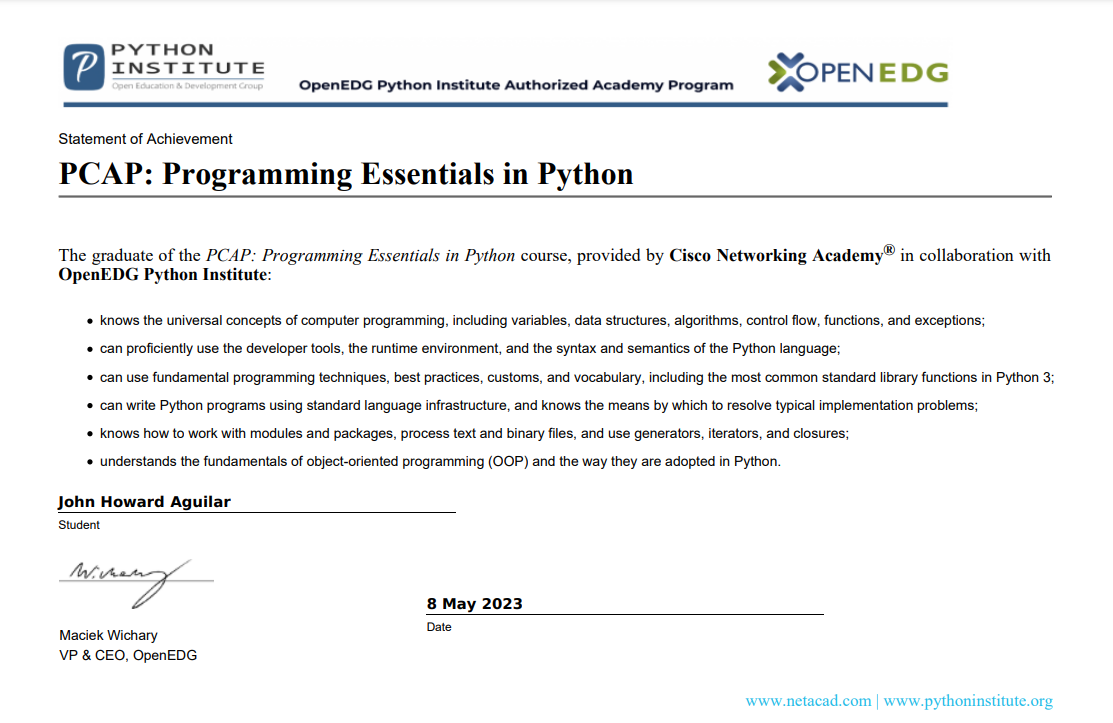 PYTHON
INSTITUTE
Open Education & Development Group
OpenEDG Python Institute Authorized Academy Program
OPENEDG
Statement of Achievement
PCAP: Programming Essentials in Python
The graduate of the PCAP: Programming Essentials in Python course, provided by Cisco Networking Academy® in collaboration with
OpenEDG Python Institute:
• knows the universal concepts of computer programming, including variables, data structures, algorithms, control flow, functions, and exceptions;
• can proficiently use the developer tools, the runtime environment, and the syntax and semantics of the Python language;
• can use fundamental programming techniques, best practices, customs, and vocabulary, including the most common standard library functions in Python 3;
• can write Python programs using standard language infrastructure, and knows the means by which to resolve typical implementation problems;
• knows how to work with modules and packages, process text and binary files, and use generators, iterators, and closures;
• understands the fundamentals of object-oriented programming (OOP) and the way they are adopted in Python.
John Howard Aguilar
Student
W. Wichary
8 May 2023
Date
Maciek Wichary
VP & CEO, OpenEDG
www.netacad.com | www.pythoninstitute.org